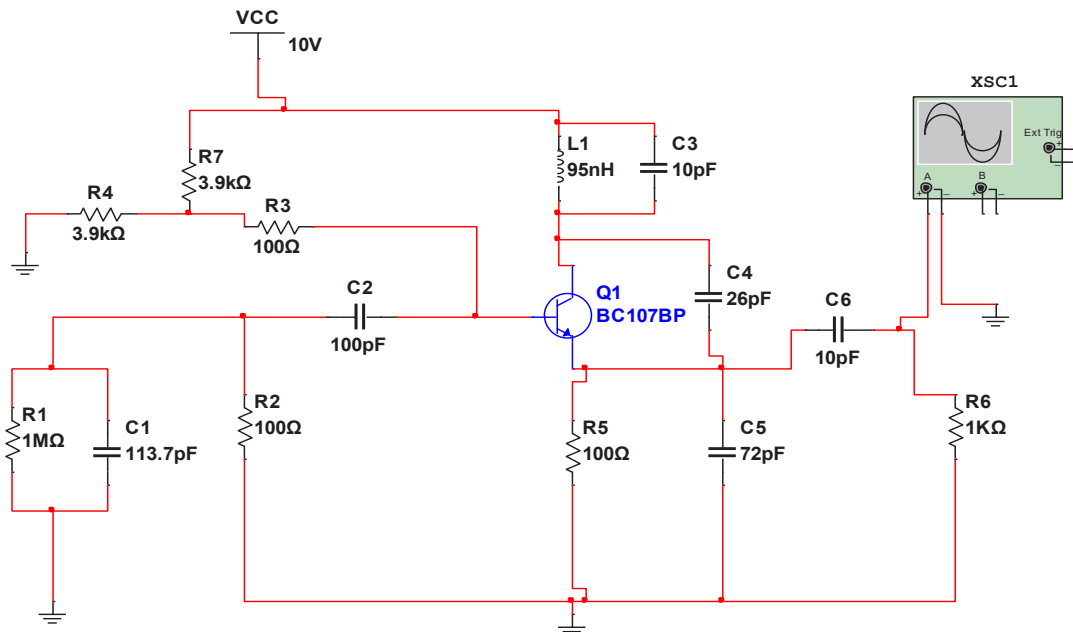 VCC
10V
XSC1
Ext Trig
+
_
A
B
+
_
+
_
R7
3.9kΩ
R4
3.9kΩ
R3
100Ω
L1
95nH
C3
10pF
C2
100pF
Q1
BC107BP
C4
26pF
C6
10pF
R1
1MΩ
C1
113.7pF
R2
100Ω
R5
100Ω
C5
72pF
R6
1KΩ